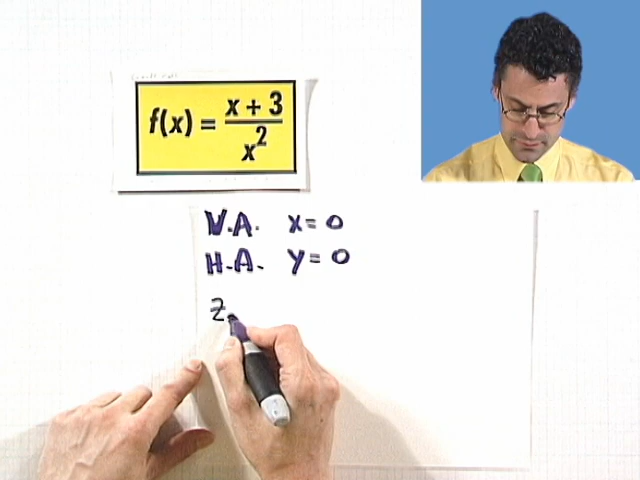 f(x) = x + 3 / x²
V.A. x = 0
H.A. y = 0
Z